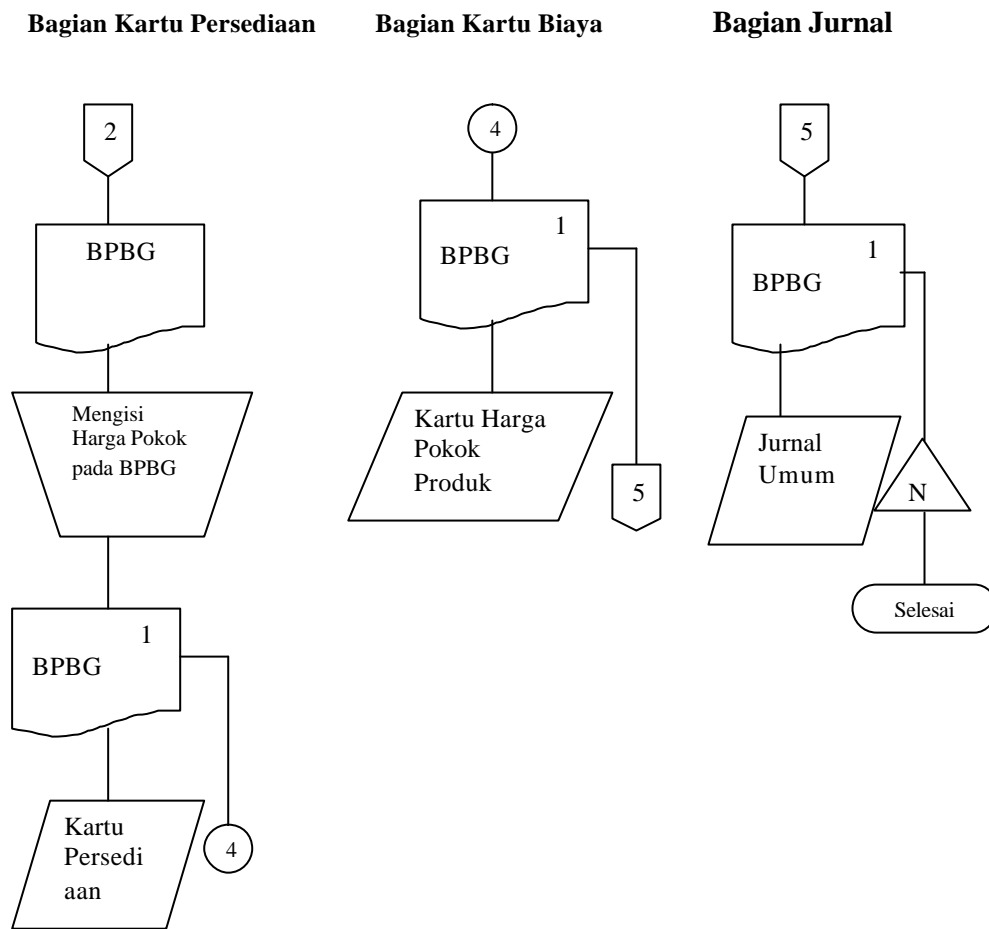 Bagian Kartu Persediaan
2
BPBG
Mengisi
Harga Pokok
pada BPBG
1
BPBG
4
Kartu
Persedi
aan
Bagian Kartu Biaya
4
1
BPBG
Kartu Harga
Pokok
Produk
5
Bagian Jurnal
5
1
BPBG
Jurnal
Umum
N
Selesai